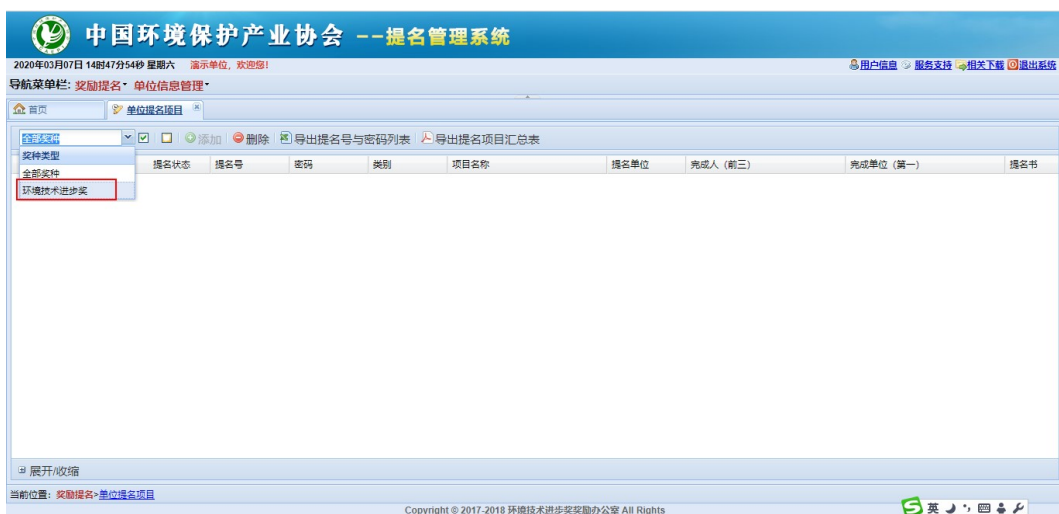 中国环境保护产业协会 --提名管理系统
2020年03月07日 14时47分54秒 星期六 演示单位，欢迎您!
用户信息 服务支持 相关下载 退出系统
导航菜单栏: 奖励提名 单位信息管理
首页 单位提名项目
全部奖种 添加 删除 导出提名号与密码列表 导出提名项目汇总表
奖种类型
提名状态 提名号 密码 类别 项目名称 提名单位 完成人（前三） 完成单位（第一） 提名书
全部奖种
环境技术进步奖
展开/收缩
当前位置: 奖励提名>单位提名项目
Copyright © 2017-2018 环境技术进步奖奖励办公室 All Rights
英